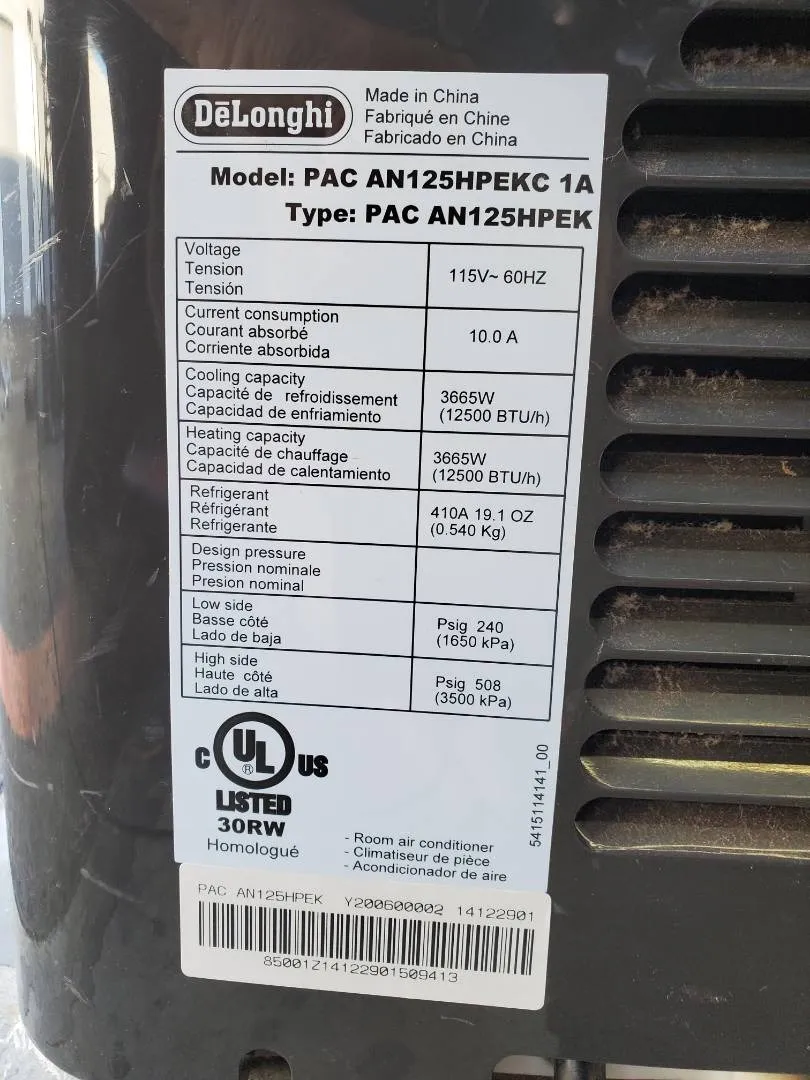 DēLonghi
Made in China
Fabriqué en Chine
Fabricado en China
Model: PAC AN125HPEKC 1A
Type: PAC AN125HPEK
Voltage
Tension
Tensión
115V~ 60HZ
Current consumption
Courant absorbé
Corriente absorbida
10.0 A
Cooling capacity
Capacité de refroidissement
Capacidad de enfriamiento
3665W
(12500 BTU/h)
Heating capacity
Capacité de chauffage
Capacidad de calentamiento
3665W
(12500 BTU/h)
Refrigerant
Réfrigérant
Refrigerante
410A 19.1 OZ
(0.540 Kg)
Design pressure
Pression nominale
Presion nominal
Low side
Basse côté
Lado de baja
Psig 240
(1650 kPa)
High side
Haute côté
Lado de alta
Psig 508
(3500 kPa)
C UL ® US
LISTED
30RW
Homologué
- Room air conditioner
- Climatiseur de pièce
- Acondicionador de aire
5415114141_00
PAC AN125HPEK Y200600002 14122901
85001Z14122901509413